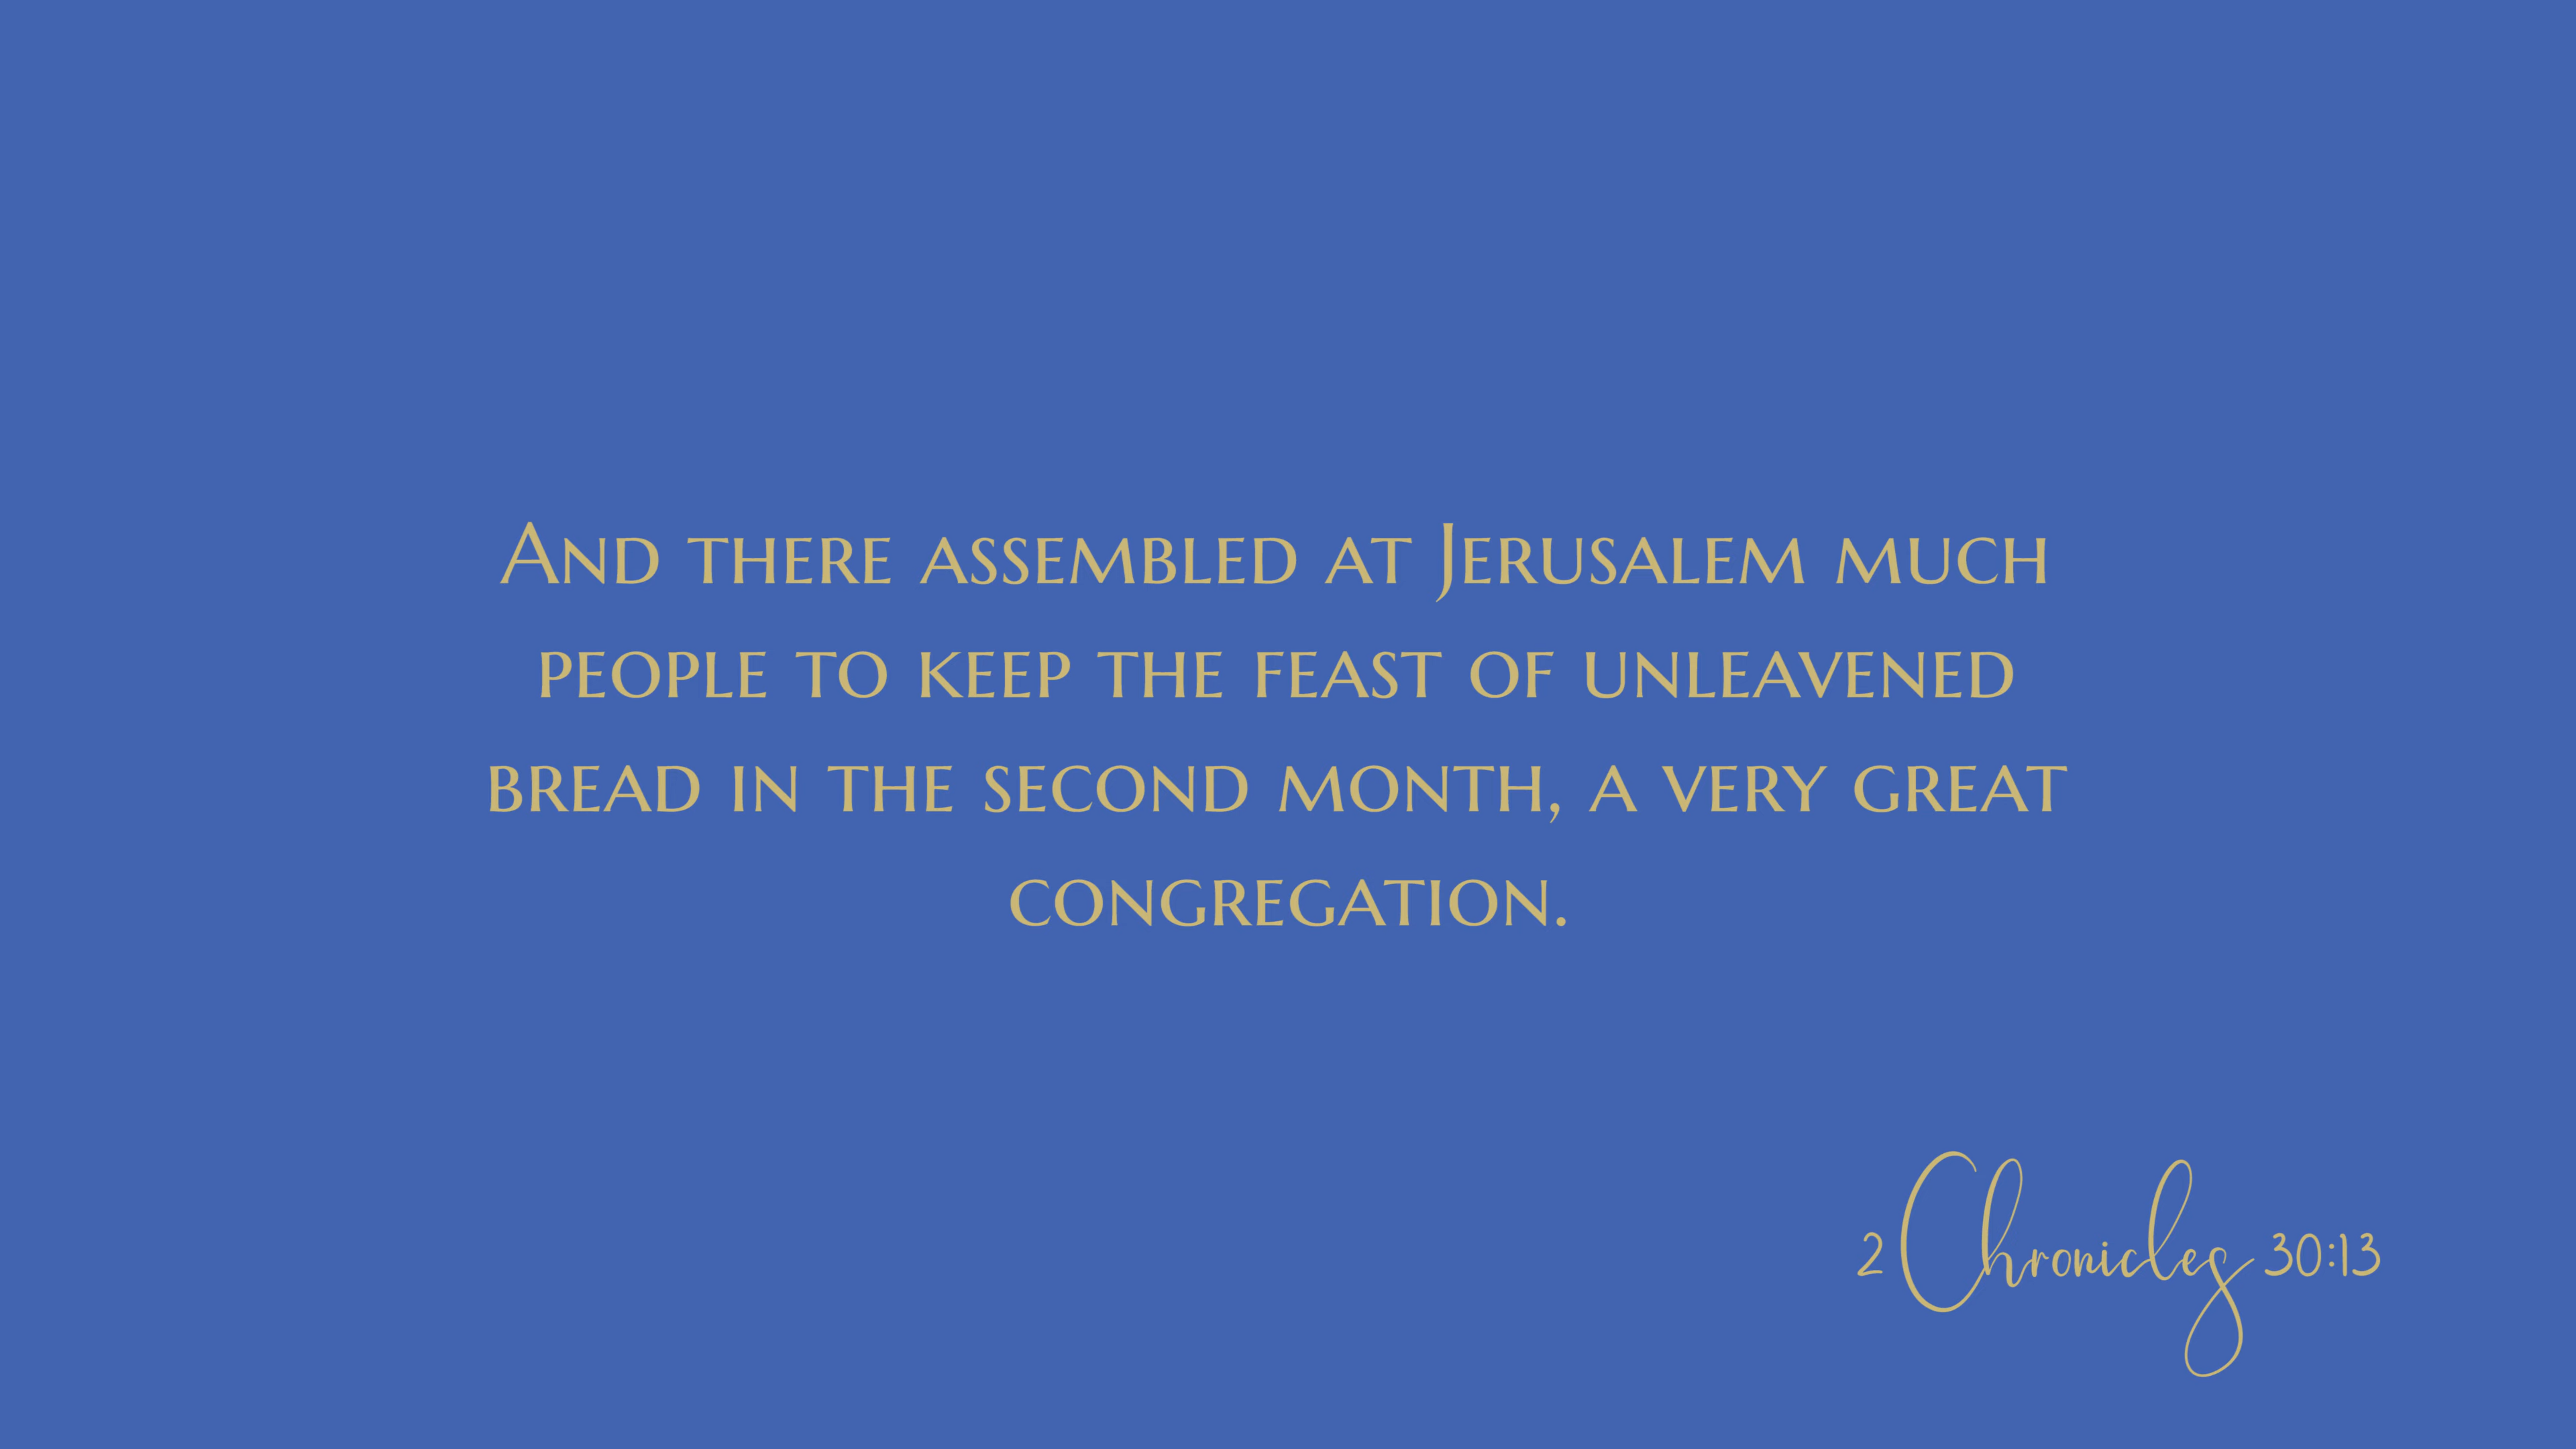 And there assembled at Jerusalem much
people to keep the feast of unleavened
bread in the second month, a very great
congregation.
2 Chronicles 30:13